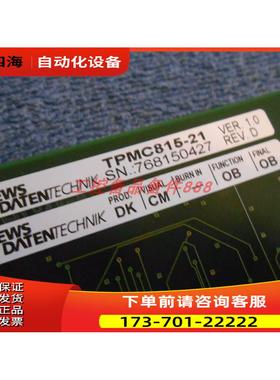 四海 | 自动化设备
TPMC815-21 VER 1.0
EWS SN.:768150427 REV D
DATENTECHNIK
PROD. VISUAL BURN IN FUNCTION FINAL
EWS DK CM OB OB
DATENTECHNIK
下单前请咨询客服
173-701-22222